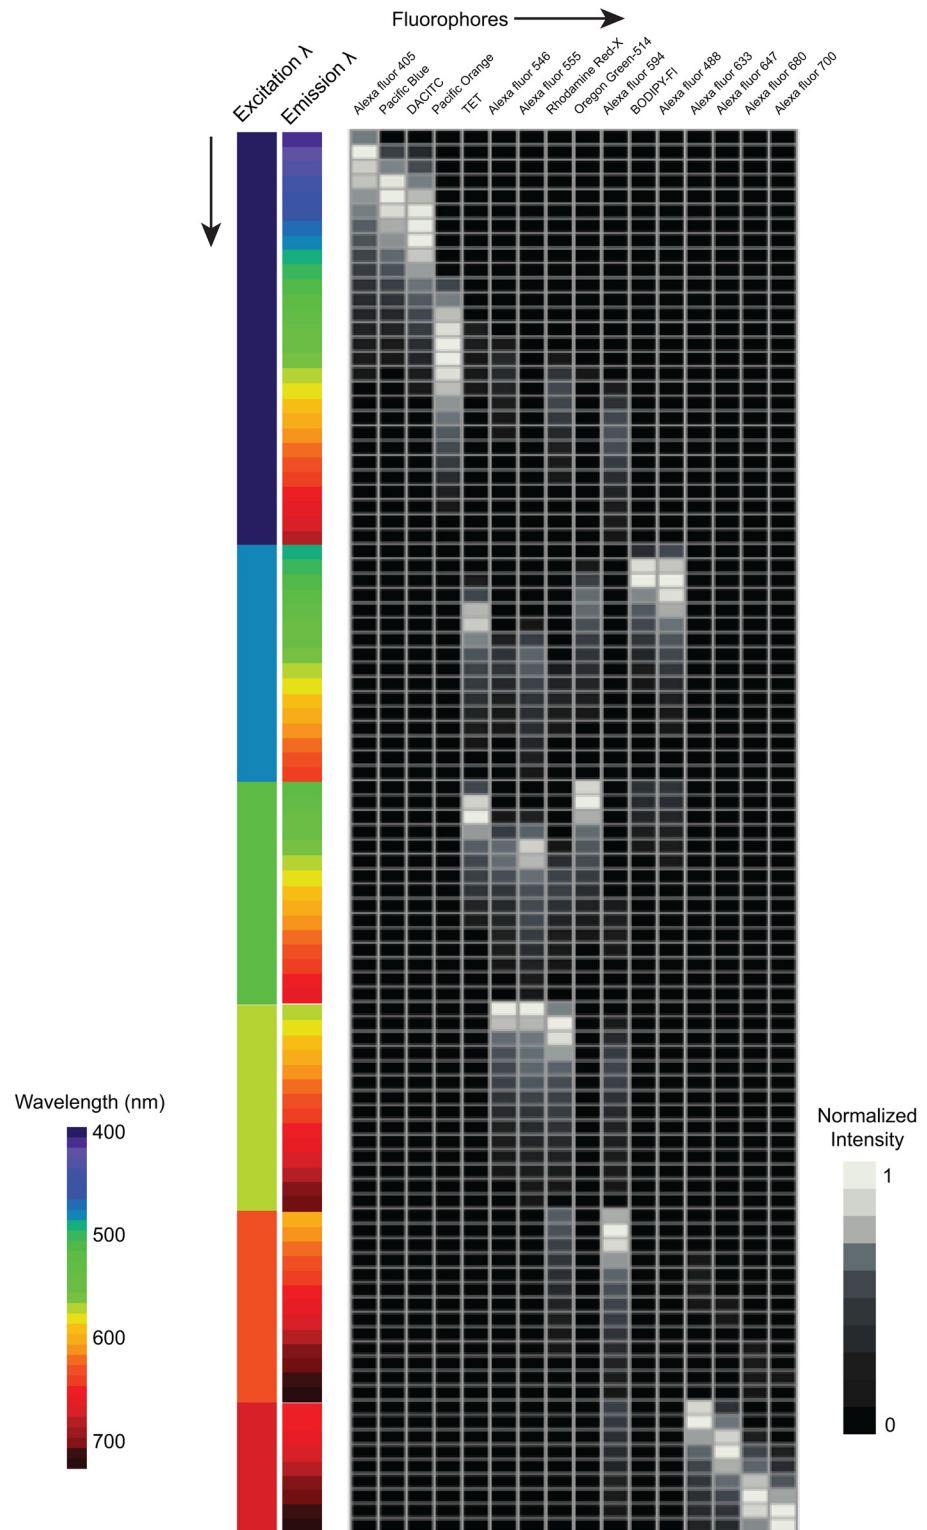 Fluorophores
Excitation λ
Emission λ
Alexa fluor 405
Pacific Blue
DACITC
Pacific Orange
TET
Alexa fluor 546
Alexa fluor 555
Rhodamine Red-X
Oregon Green-514
Alexa fluor 594
BODIPY-Fl
Alexa fluor 488
Alexa fluor 633
Alexa fluor 647
Alexa fluor 680
Alexa fluor 700
Wavelength (nm)
400
500
600
700
Normalized
Intensity
1
0